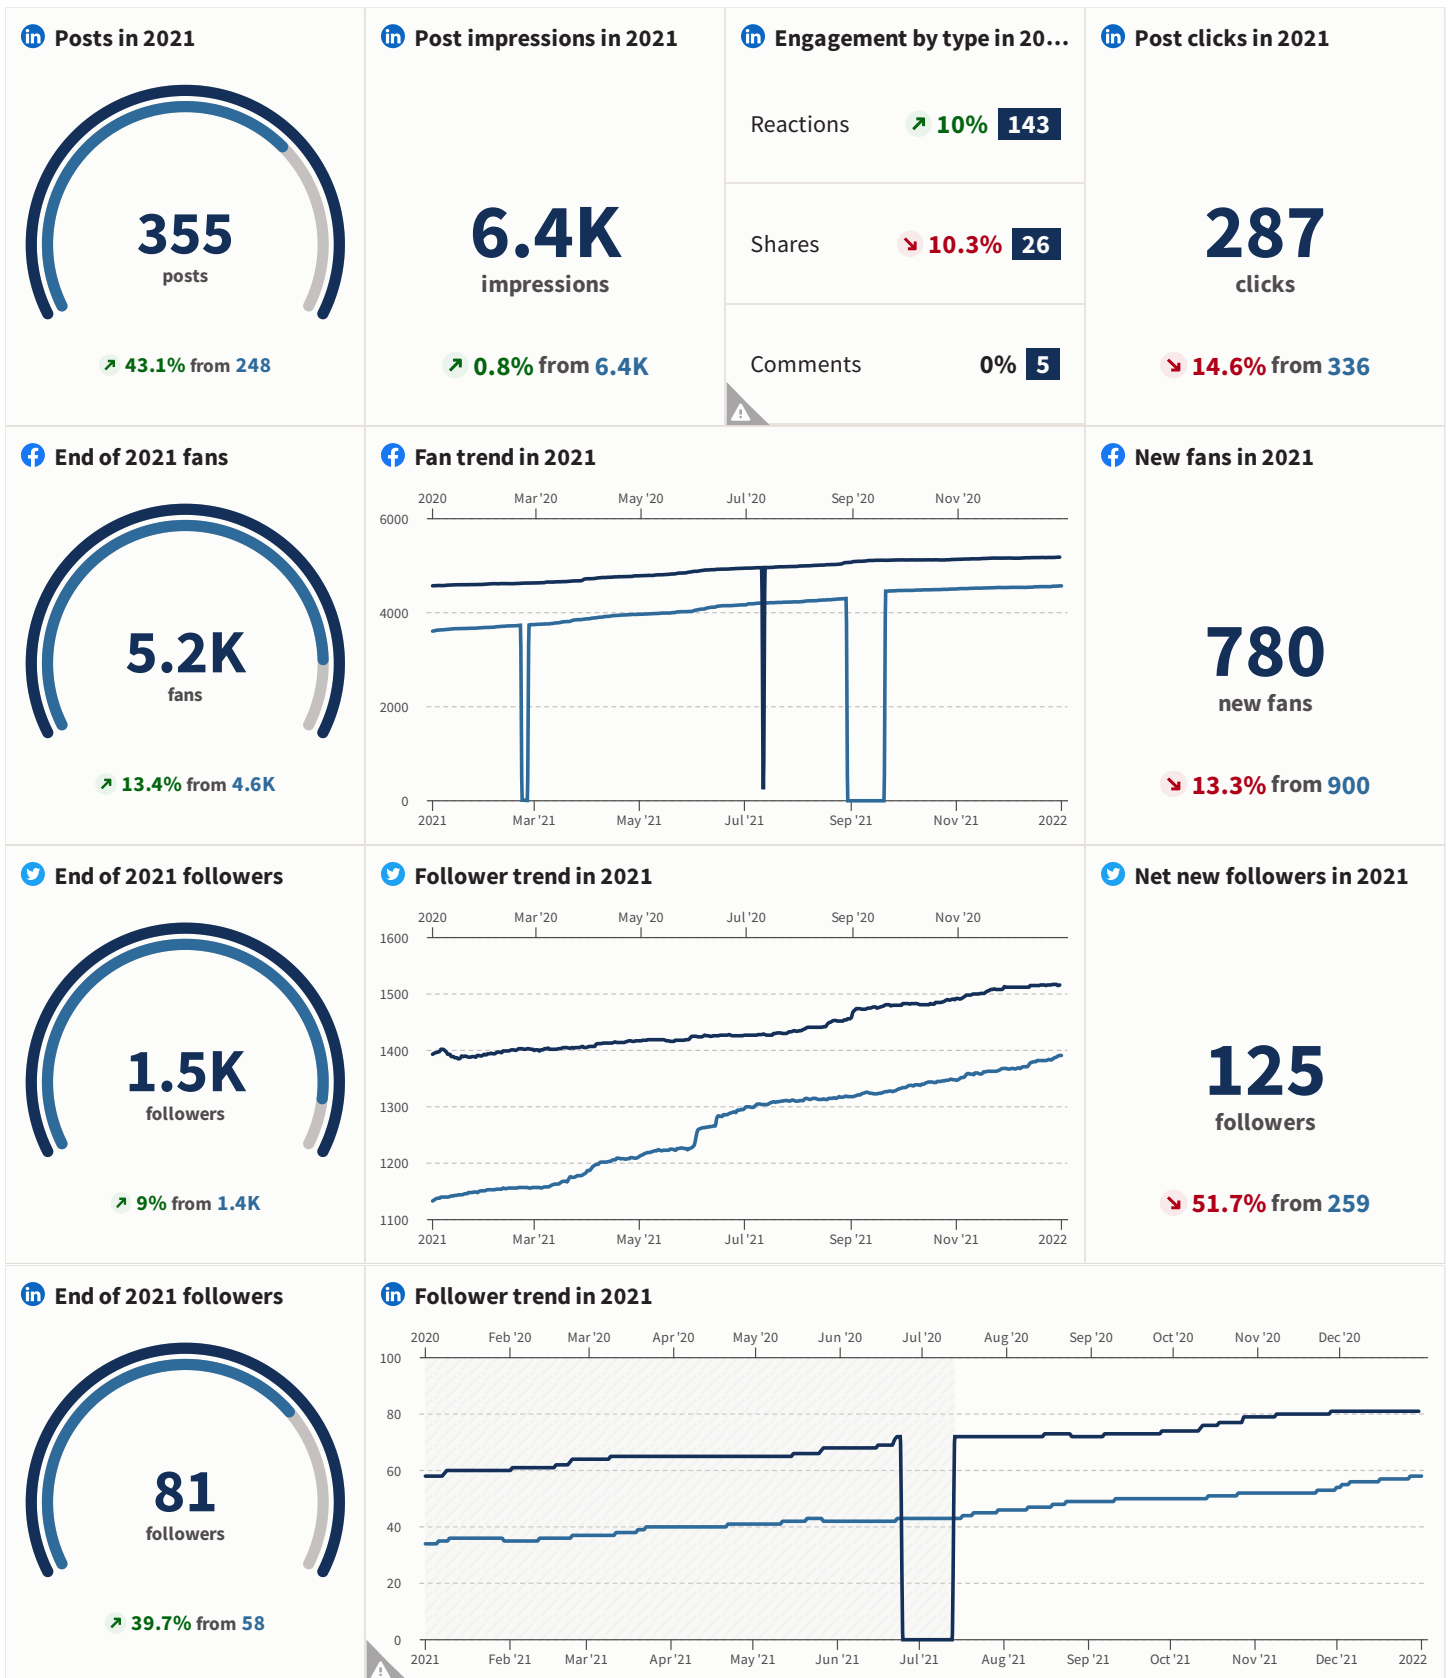 Posts in 2021
355
posts
43.1% from 248
Post impressions in 2021
6.4K
impressions
0.8% from 6.4K
Engagement by type in 20...
Reactions 10% 143
Shares 10.3% 26
Comments 0% 5
Post clicks in 2021
287
clicks
14.6% from 336
End of 2021 fans
5.2K
fans
13.4% from 4.6K
Fan trend in 2021
2020 Mar '20 May '20 Jul '20 Sep '20 Nov '20
6000
4000
2000
0
2021 Mar '21 May '21 Jul '21 Sep '21 Nov '21 2022
New fans in 2021
780
new fans
13.3% from 900
End of 2021 followers
1.5K
followers
9% from 1.4K
Follower trend in 2021
2020 Mar '20 May '20 Jul '20 Sep '20 Nov '20
1600
1500
1400
1300
1200
1100
2021 Mar '21 May '21 Jul '21 Sep '21 Nov '21 2022
Net new followers in 2021
125
followers
51.7% from 259
End of 2021 followers
81
followers
39.7% from 58
Follower trend in 2021
2020 Feb '20 Mar '20 Apr '20 May '20 Jun '20 Jul '20 Aug '20 Sep '20 Oct '20 Nov '20 Dec '20
100
80
60
40
20
0
2021 Feb '21 Mar '21 Apr '21 May '21 Jun '21 Jul '21 Aug '21 Sep '21 Oct '21 Nov '21 Dec '21 2022